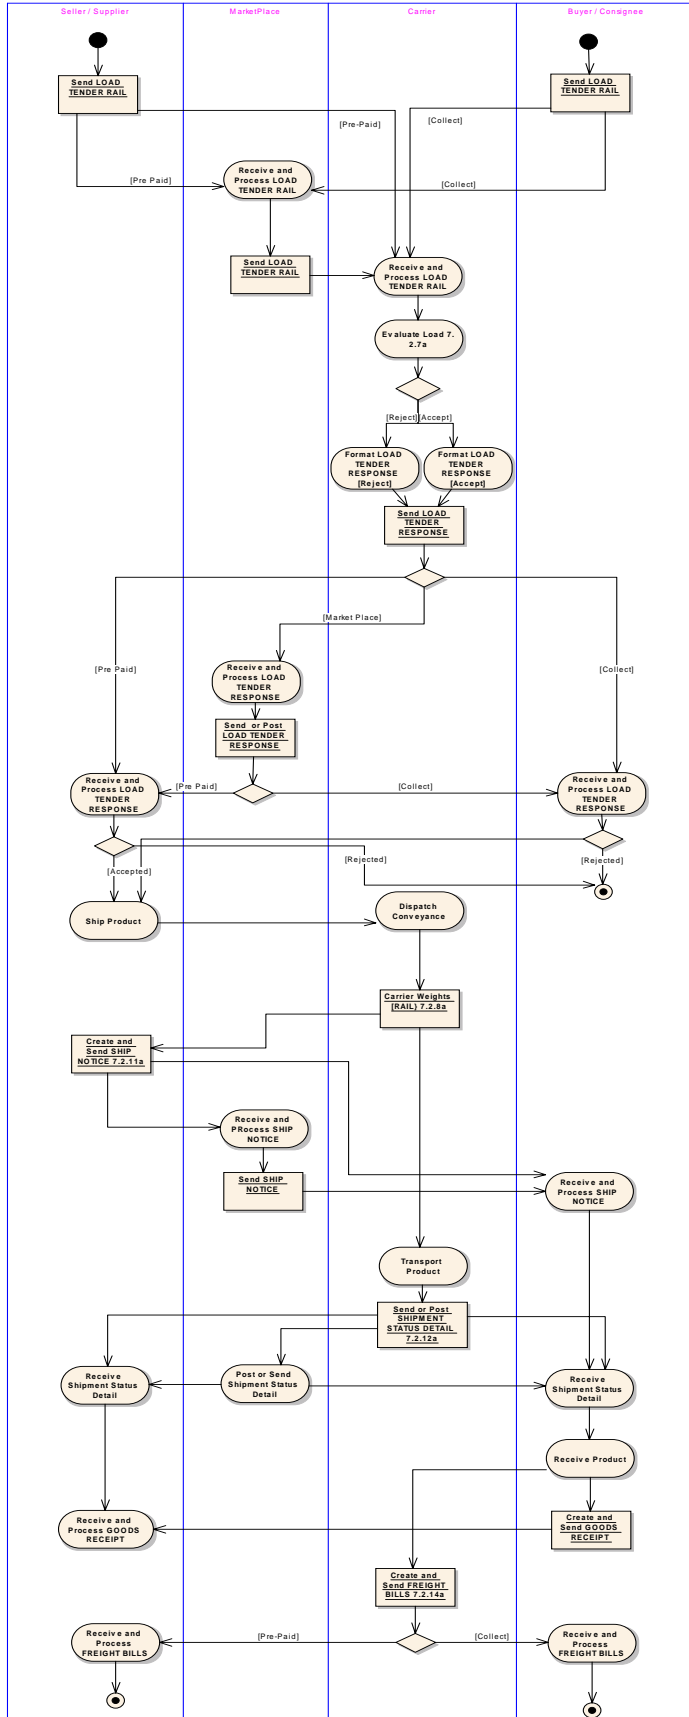 Seller / Supplier
MarketPlace
Carrier
Buyer / Consignee
Send LOAD
TENDER RAIL
Send LOAD
TENDER RAIL
[Pre-Paid]
[Collect]
[Pre Paid]
Receive and
Process LOAD
TENDER RAIL
[Collect]
Send LOAD
TENDER RAIL
Receive and
Process LOAD
TENDER RAIL
Evaluate Load 7.
2.7a
[Reject]
[Accept]
Format LOAD
TENDER
RESPONSE
[Reject]
Format LOAD
TENDER
RESPONSE
[Accept]
Send LOAD
TENDER
RESPONSE
[Market Place]
[Pre Paid]
Receive and
Process LOAD
TENDER
RESPONSE
[Collect]
Send or Post
LOAD TENDER
RESPONSE
Receive and
Process LOAD
TENDER
RESPONSE
[Pre Paid]
[Collect]
Receive and
Process LOAD
TENDER
RESPONSE
[Accepted]
[Rejected]
[Rejected]
Ship Product
Dispatch
Conveyance
Carrier Weights
[RAIL) 7.2.8a
Create and
Send SHIP
NOTICE 7.2.11a
Receive and
PRocess SHIP
NOTICE
Send SHIP
NOTICE
Receive and
Process SHIP
NOTICE
Transport
Product
Send or Post
SHIPMENT
STATUS DETAIL
7.2.12a
Receive
Shipment Status
Detail
Post or Send
Shipment Status
Detail
Receive
Shipment Status
Detail
Receive Product
Receive and
Process GOODS
RECEIPT
Create and
Send GOODS
RECEIPT
Create and
Send FREIGHT
BILLS 7.2.14a
Receive and
Process
FREIGHT BILLS
[Pre-Paid]
[Collect]
Receive and
Process
FREIGHT BILLS